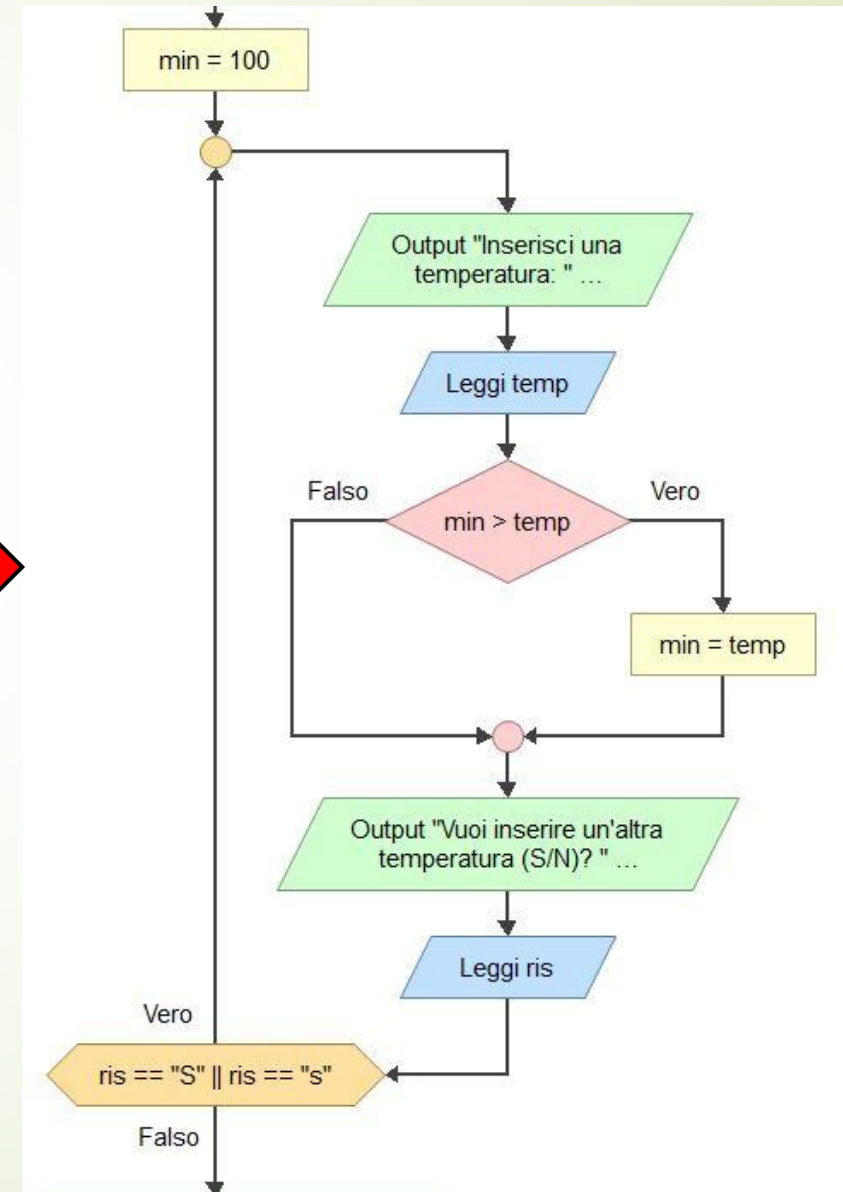 min = 100
Output "Inserisci una
temperatura: " ...
Leggi temp
Falso
Vero
min > temp
min = temp
Output "Vuoi inserire un'altra
temperatura (S/N)? " ...
Leggi ris
Vero
ris == "S" || ris == "s"
Falso